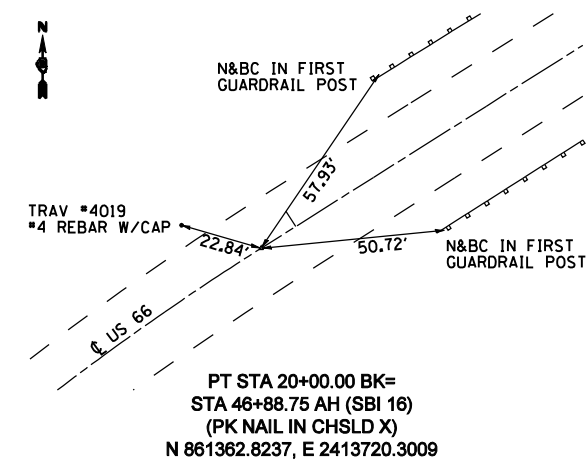 N
N&BC IN FIRST
GUARDRAIL POST
57.93'
TRAV #4019
#4 REBAR W/CAP
22.84'
50.72'
N&BC IN FIRST
GUARDRAIL POST
℄ US 66
PT STA 20+00.00 BK=
STA 46+88.75 AH (SBI 16)
(PK NAIL IN CHSLD X)
N 861362.8237, E 2413720.3009